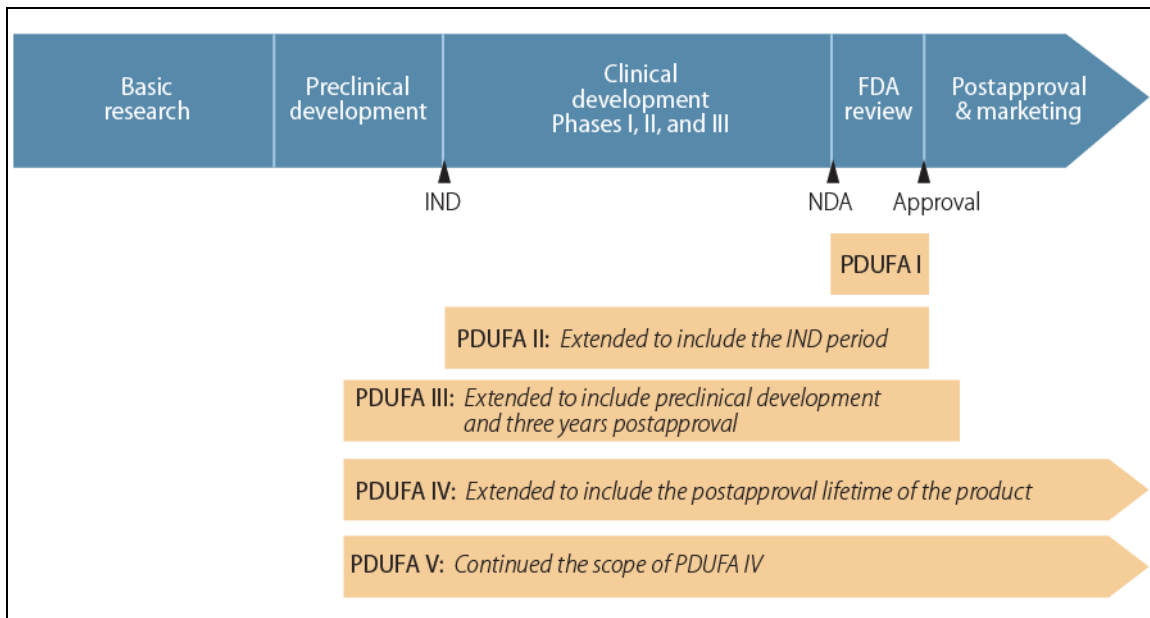 Basic
research
Preclinical
development
Clinical
development
Phases I, II, and III
FDA
review
Postapproval
& marketing
IND
NDA
Approval
PDUFA I
PDUFA II: Extended to include the IND period
PDUFA III: Extended to include preclinical development
and three years postapproval
PDUFA IV: Extended to include the postapproval lifetime of the product
PDUFA V: Continued the scope of PDUFA IV